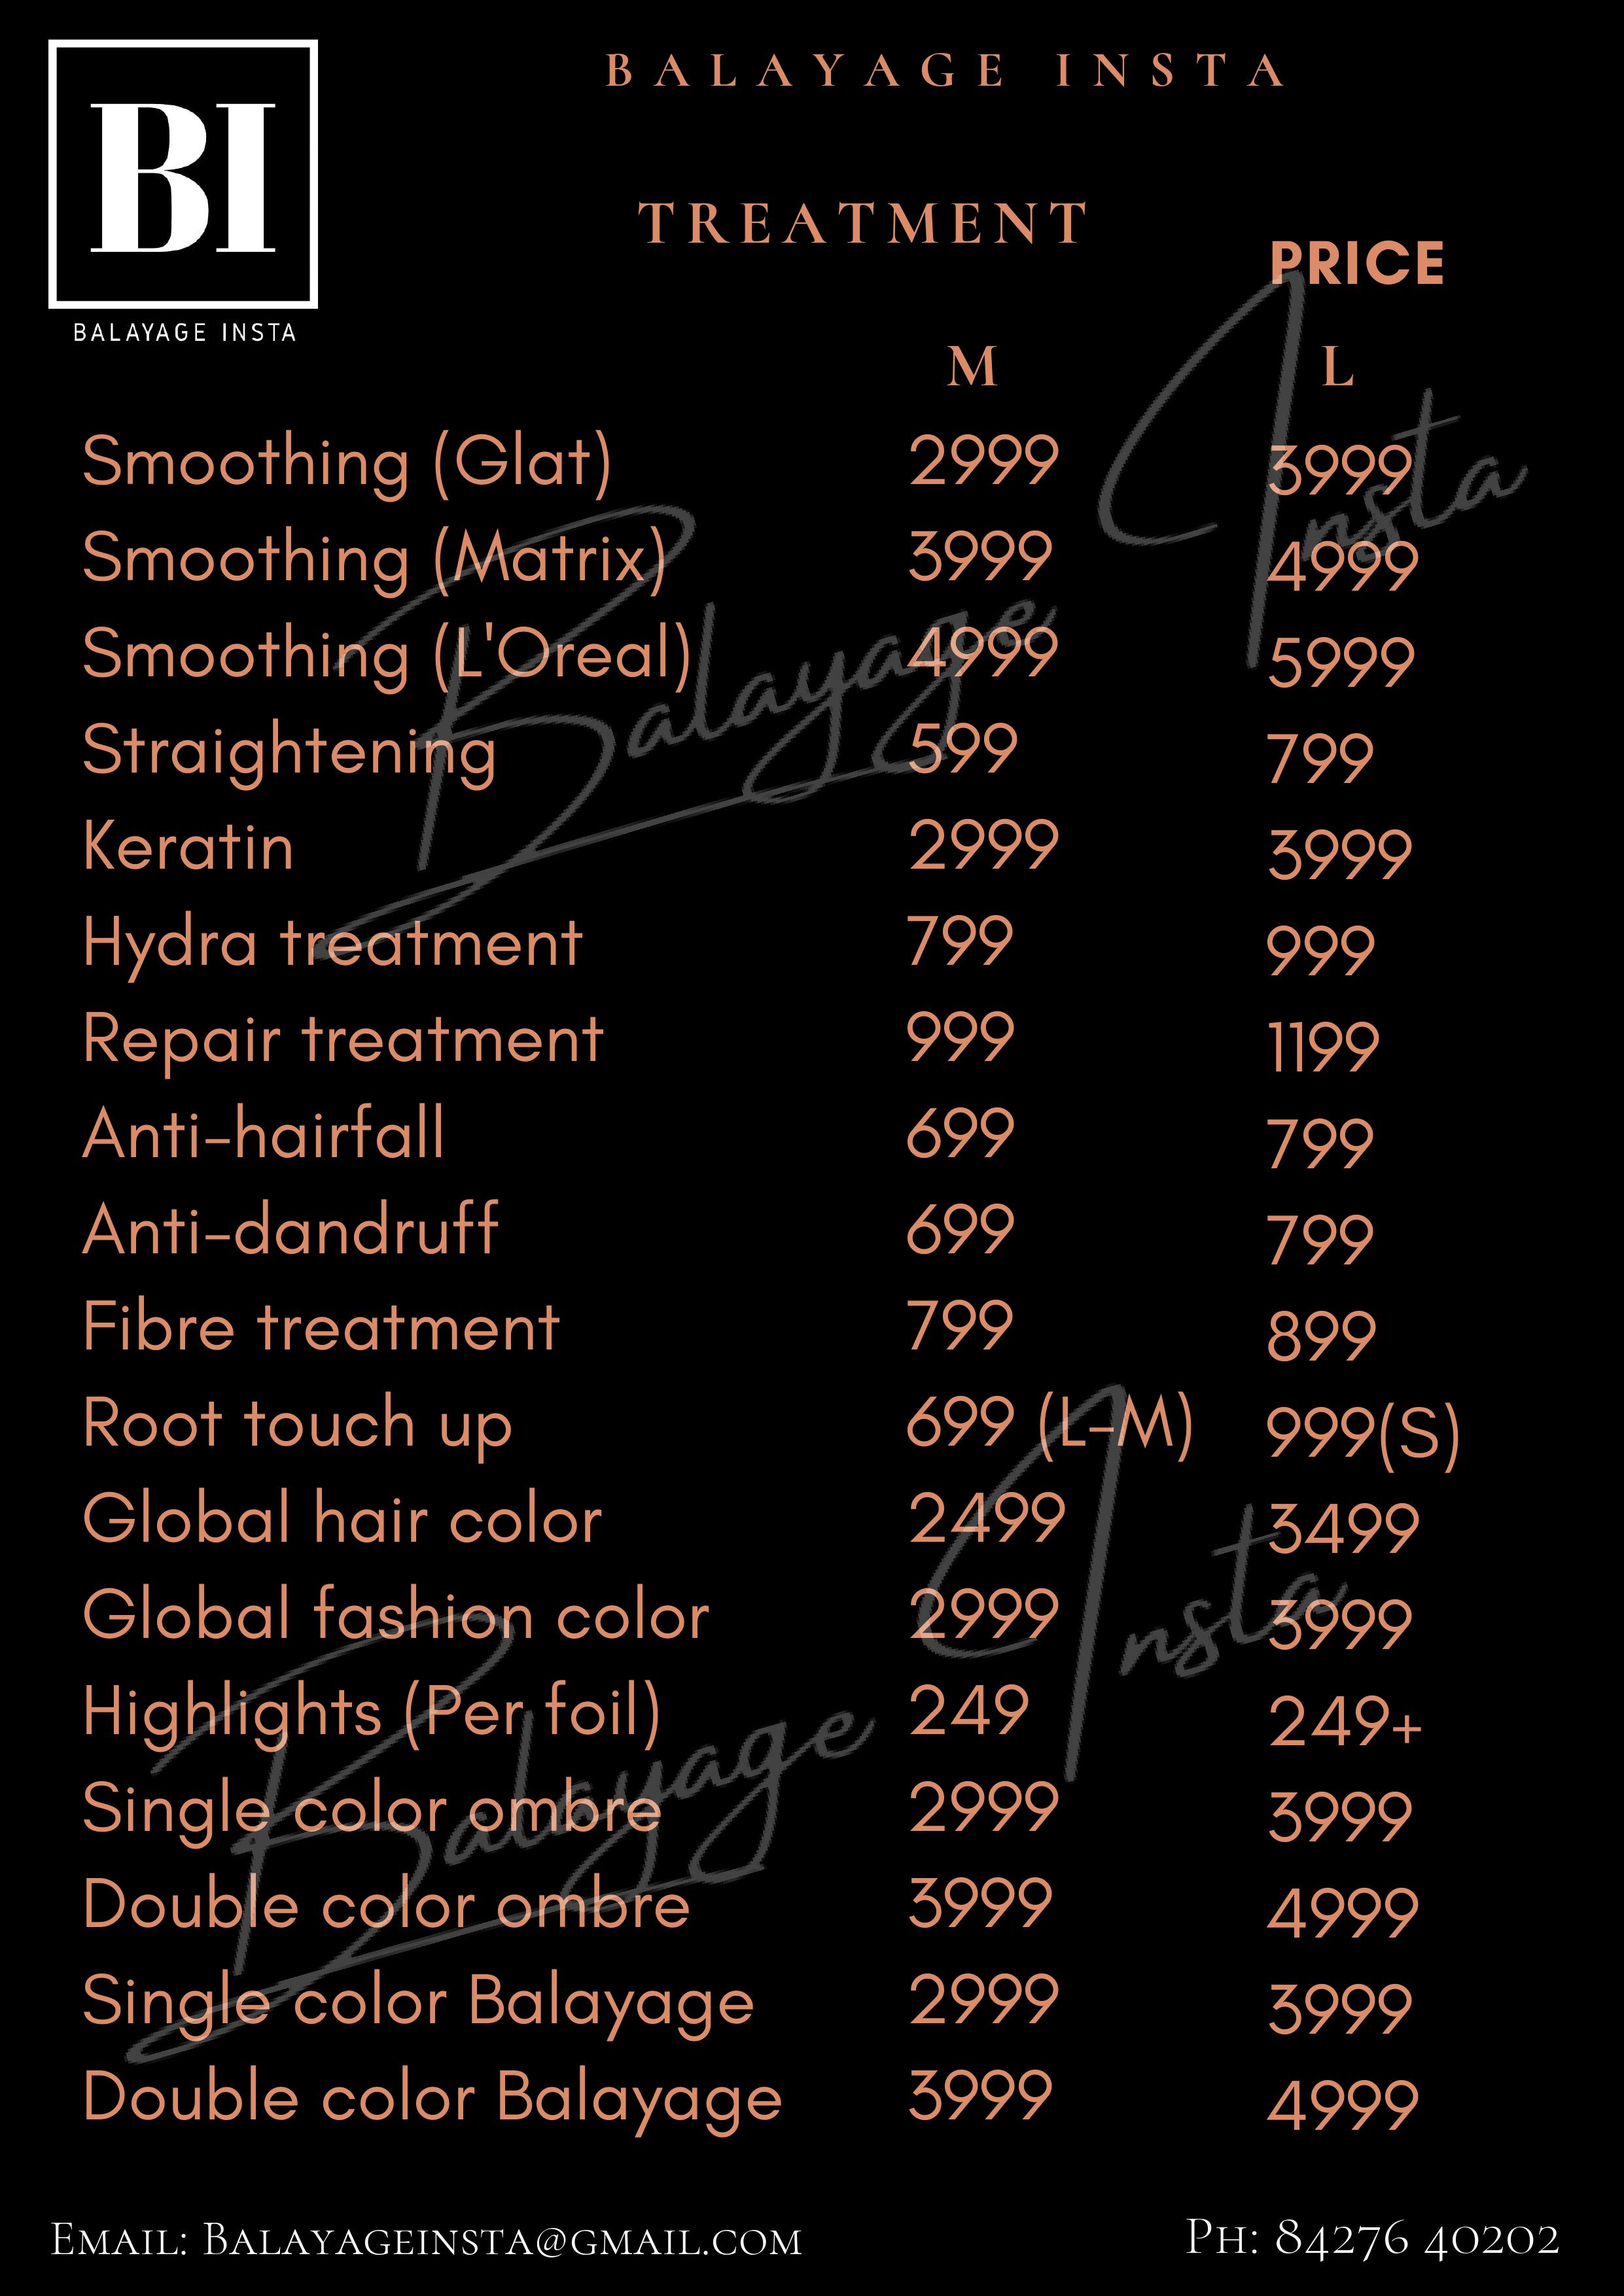 BALAYAGE INSTA
BI
BALAYAGE INSTA
TREATMENT
PRICE
M L
Smoothing (Glat) 2999 3999
Smoothing (Matrix) 3999 4999
Smoothing (L'Oreal) 4999 5999
Straightening 599 799
Keratin 2999 3999
Hydra treatment 799 999
Repair treatment 999 1199
Anti-hairfall 699 799
Anti-dandruff 699 799
Fibre treatment 799 899
Root touch up 699 (L-M) 999(S)
Global hair color 2499 3499
Global fashion color 2999 3999
Highlights (Per foil) 249 249+
Single color ombre 2999 3999
Double color ombre 3999 4999
Single color Balayage 2999 3999
Double color Balayage 3999 4999
Balayage Insta
Balayage Insta
EMAIL: BALAYAGEINSTA@GMAIL.COM PH: 84276 40202